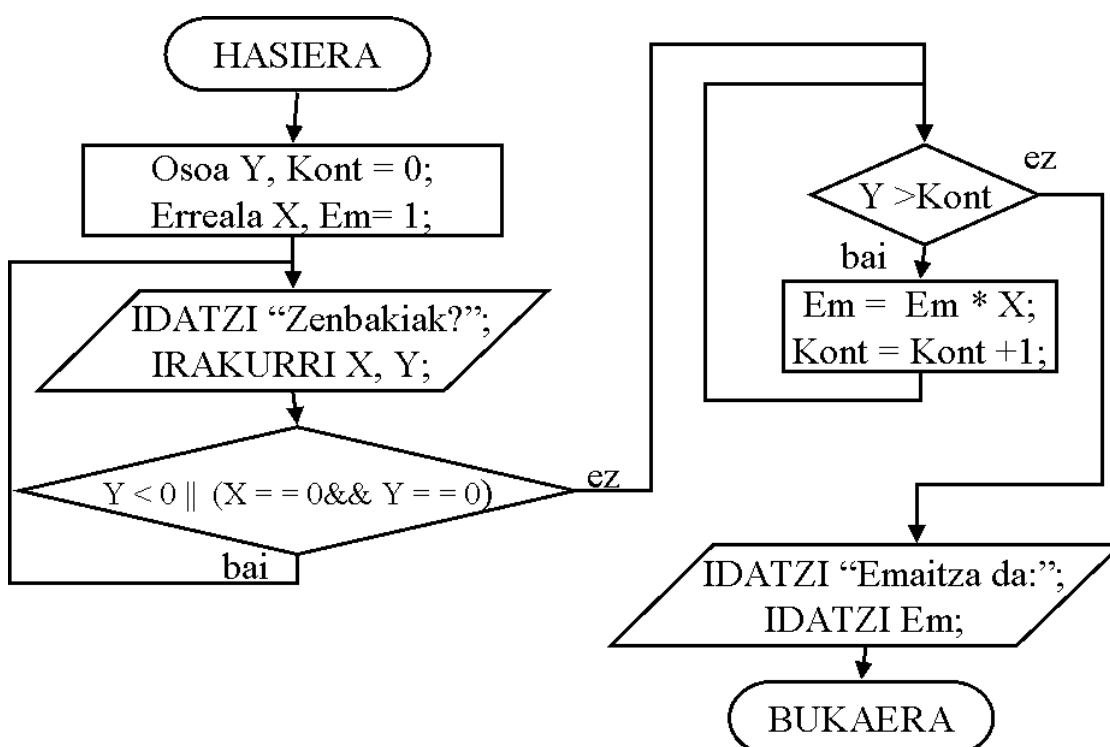 HASIERA
Osoa Y, Kont = 0;
Erreala X, Em= 1;
IDATZI “Zenbakiak?”;
IRAKURRI X, Y;
Y < 0 || (X = = 0&& Y = = 0)
bai
ez
Y >Kont
ez
bai
Em = Em * X;
Kont = Kont +1;
IDATZI “Emaitza da:”;
IDATZI Em;
BUKAERA